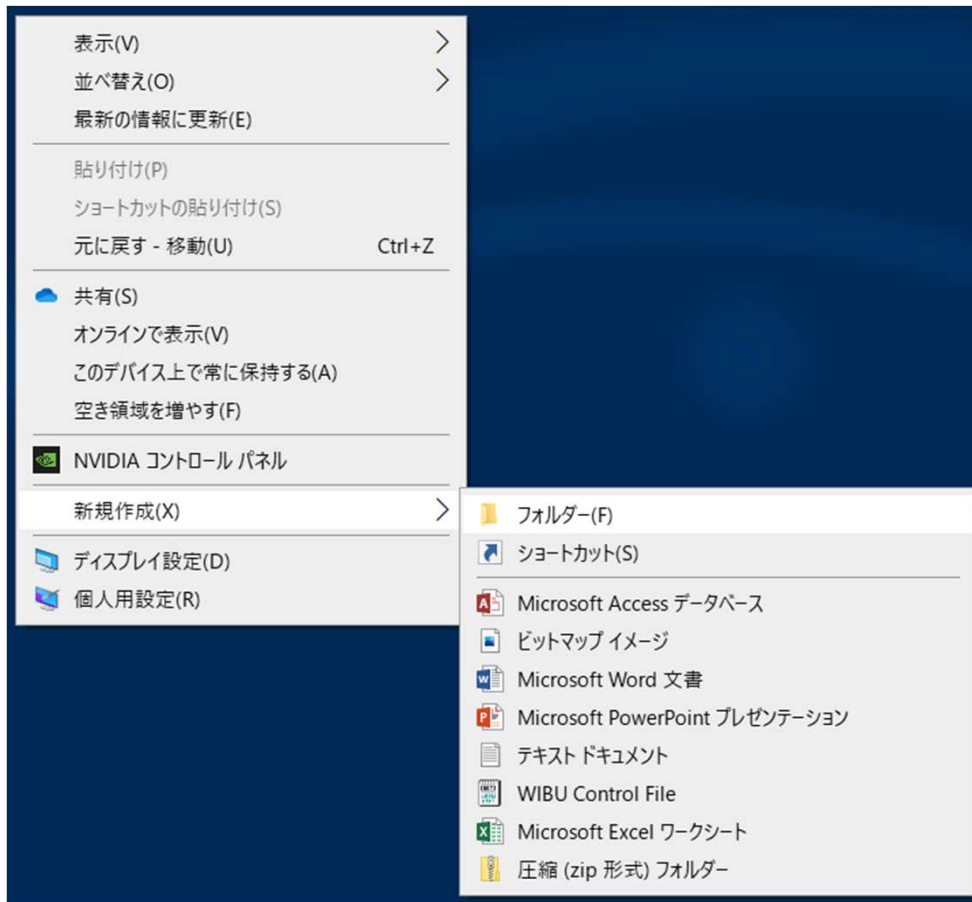 表示(V)
並べ替え(O)
最新の情報に更新(E)
貼り付け(P)
ショートカットの貼り付け(S)
元に戻す - 移動(U) Ctrl+Z
共有(S)
オンラインで表示(V)
このデバイス上で常に保持する(A)
空き領域を増やす(F)
NVIDIA コントロール パネル
新規作成(X)
ディスプレイ設定(D)
個人用設定(R)
フォルダー(F)
ショートカット(S)
Microsoft Access データベース
ビットマップ イメージ
Microsoft Word 文書
Microsoft PowerPoint プレゼンテーション
テキスト ドキュメント
WIBU Control File
Microsoft Excel ワークシート
圧縮 (zip 形式) フォルダー